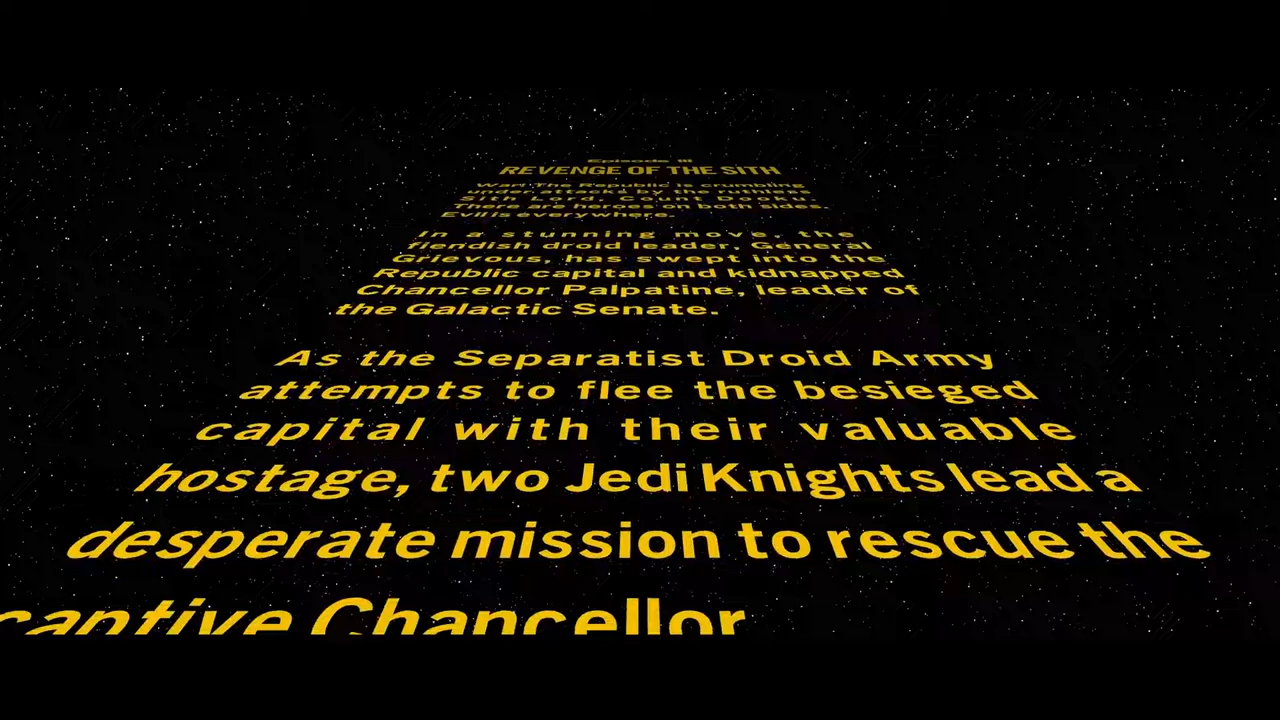 Episode III
REVENGE OF THE SITH
War! The Republic is crumbling
under attacks by the ruthless
Sith Lord, Count Dooku.
There are heroes on both sides.
Evil is everywhere.
In a stunning move, the
fiendish droid leader, General
Grievous, has swept into the
Republic capital and kidnapped
Chancellor Palpatine, leader of
the Galactic Senate.
As the Separatist Droid Army
attempts to flee the besieged
capital with their valuable
hostage, two Jedi Knights lead a
desperate mission to rescue the
captive Chancellor